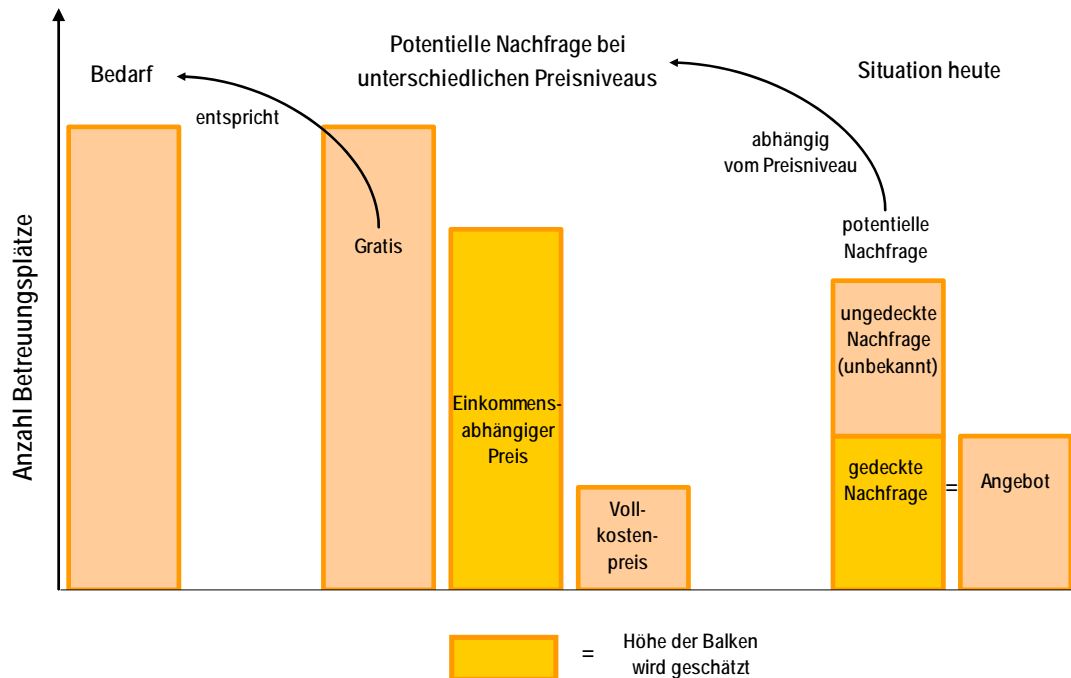 Anzahl Betreuungsplätze
Bedarf
Potentielle Nachfrage bei
unterschiedlichen Preisniveaus
Situation heute
entspricht
abhängig
vom Preisniveau
Gratis
Einkommens-
abhängiger
Preis
Voll-
kosten-
preis
potentielle
Nachfrage
ungedeckte
Nachfrage
(unbekannt)
gedeckte
Nachfrage
=
Angebot
= Höhe der Balken
wird geschätzt